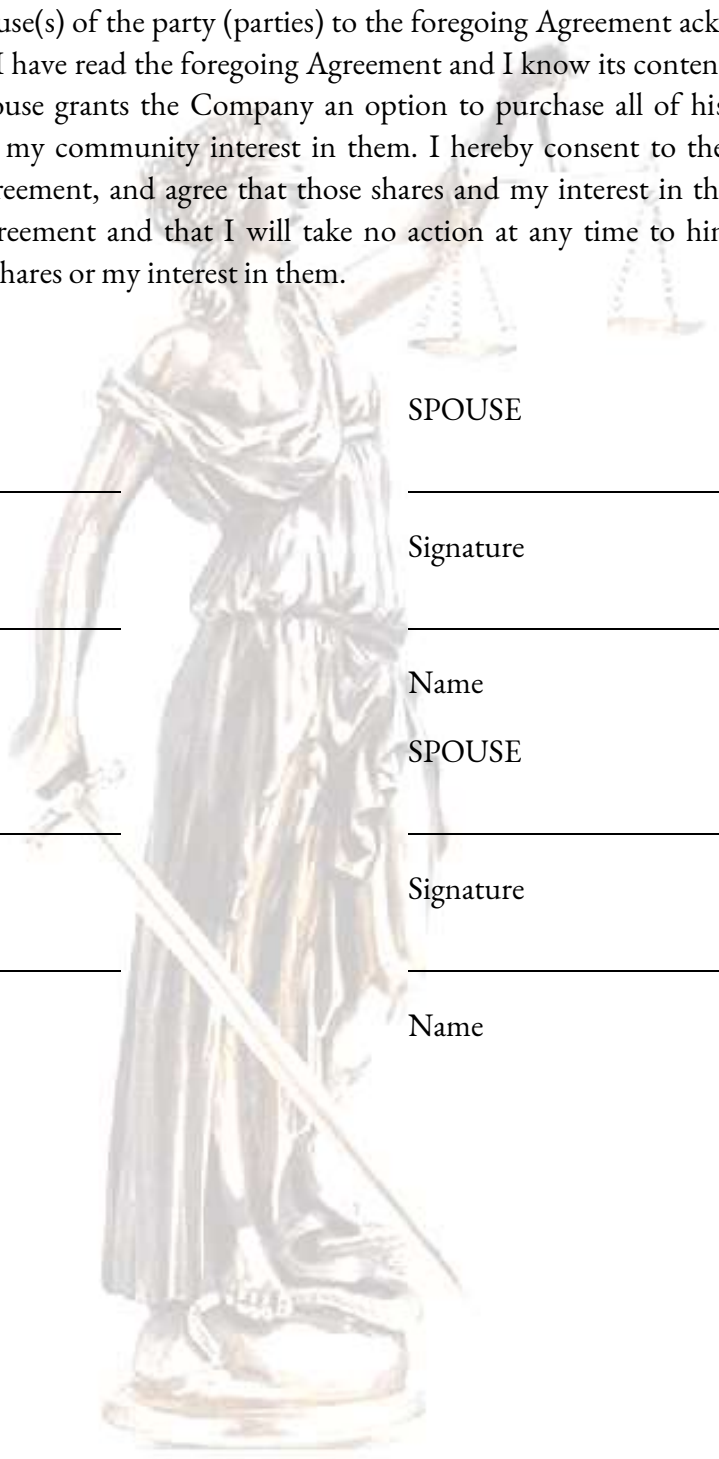 use(s) of the party (parties) to the foregoing Agreement ack
I have read the foregoing Agreement and I know its conten
ouse grants the Company an option to purchase all of his
my community interest in them. I hereby consent to the
reement, and agree that those shares and my interest in th
reement and that I will take no action at any time to hin
hares or my interest in them.
SPOUSE
Signature
Name
SPOUSE
Signature
Name